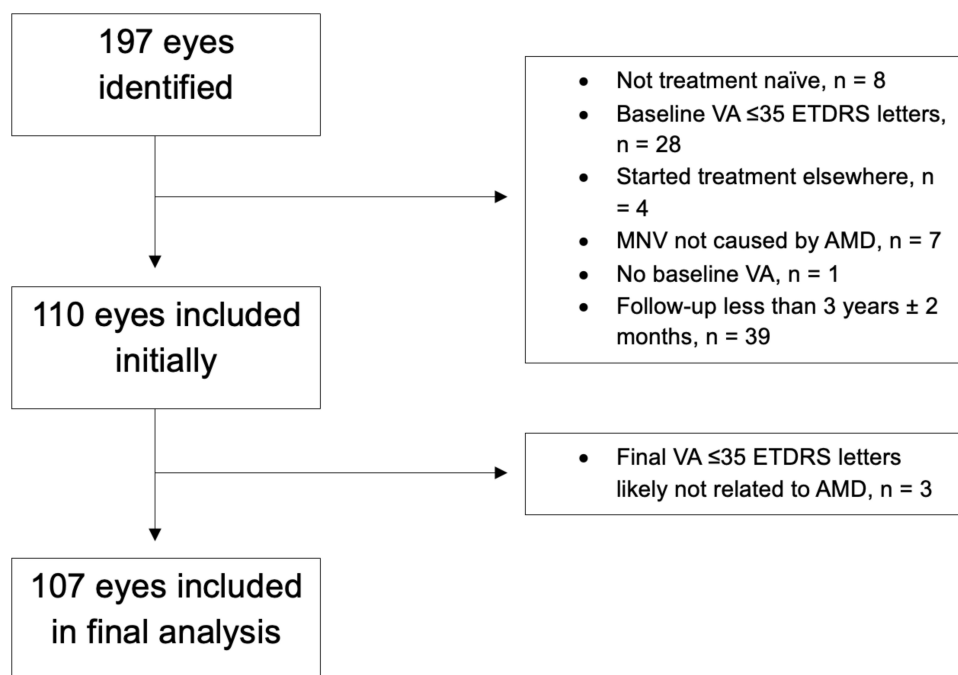 197 eyes
identified
• Not treatment naïve, n = 8
• Baseline VA ≤35 ETDRS letters,
n = 28
• Started treatment elsewhere, n
= 4
• MNV not caused by AMD, n = 7
• No baseline VA, n = 1
• Follow-up less than 3 years ± 2
months, n = 39
110 eyes included
initially
• Final VA ≤35 ETDRS letters
likely not related to AMD, n = 3
107 eyes included
in final analysis